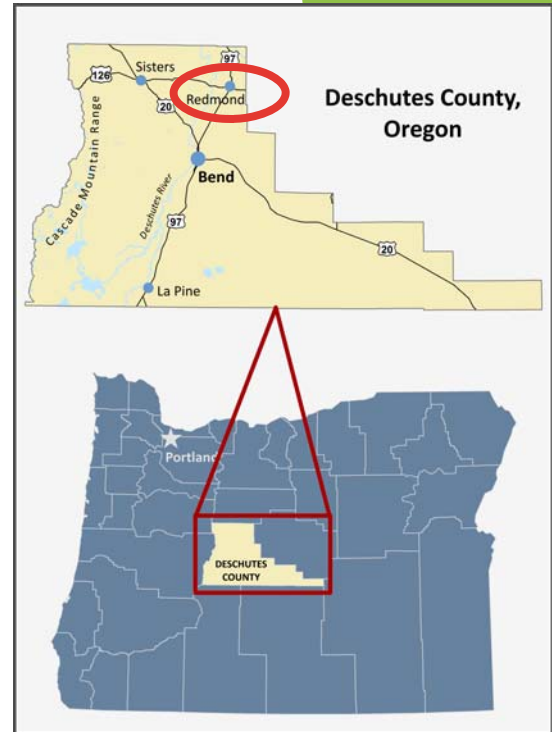 97
Sisters
126
Redmond
20
Deschutes County,
Oregon
Cascade Mountain Range
Deschutes River
Bend
97
20
La Pine
Portland
DESCHUTES
COUNTY